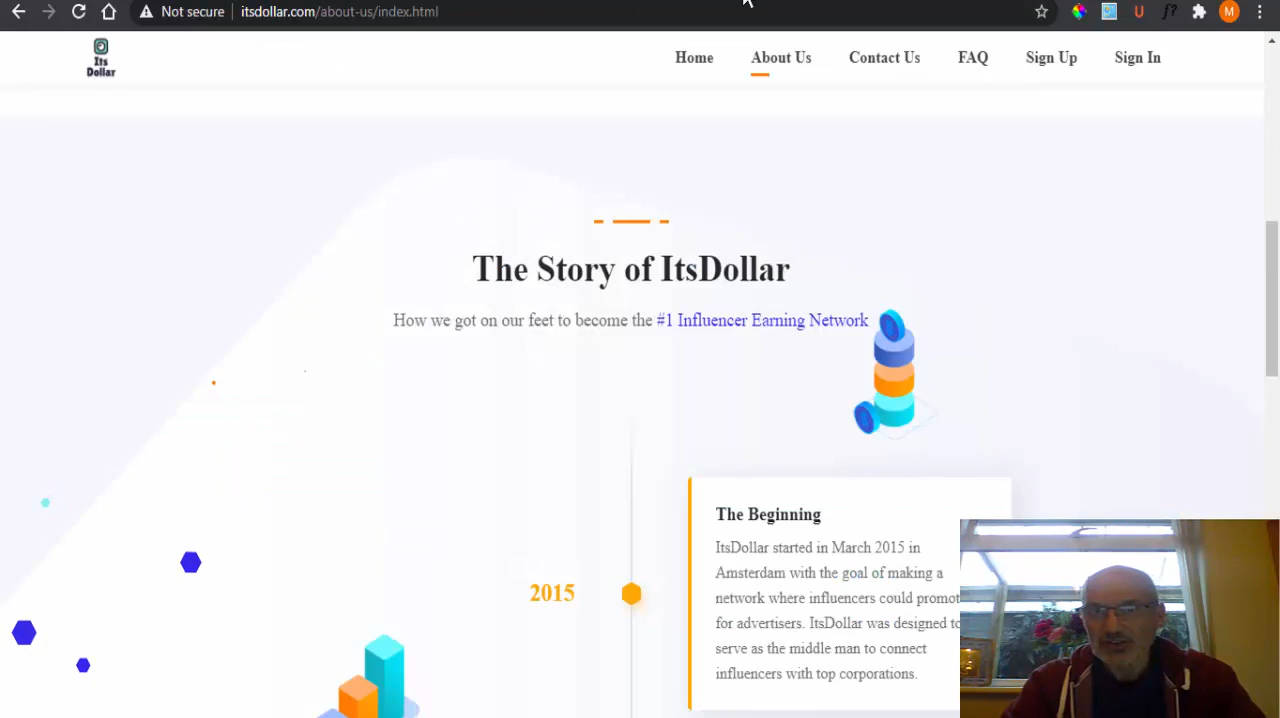 Not secure
itsdollar.com/about-us/index.html
M
Its
Dollar
Home
About Us
Contact Us
FAQ
Sign Up
Sign In
The Story of ItsDollar
How we got on our feet to become the #1 Influencer Earning Network
The Beginning
ItsDollar started in March 2015 in
Amsterdam with the goal of making a
network where influencers could promot
for advertisers. ItsDollar was designed to
serve as the middle man to connect
influencers with top corporations.
2015